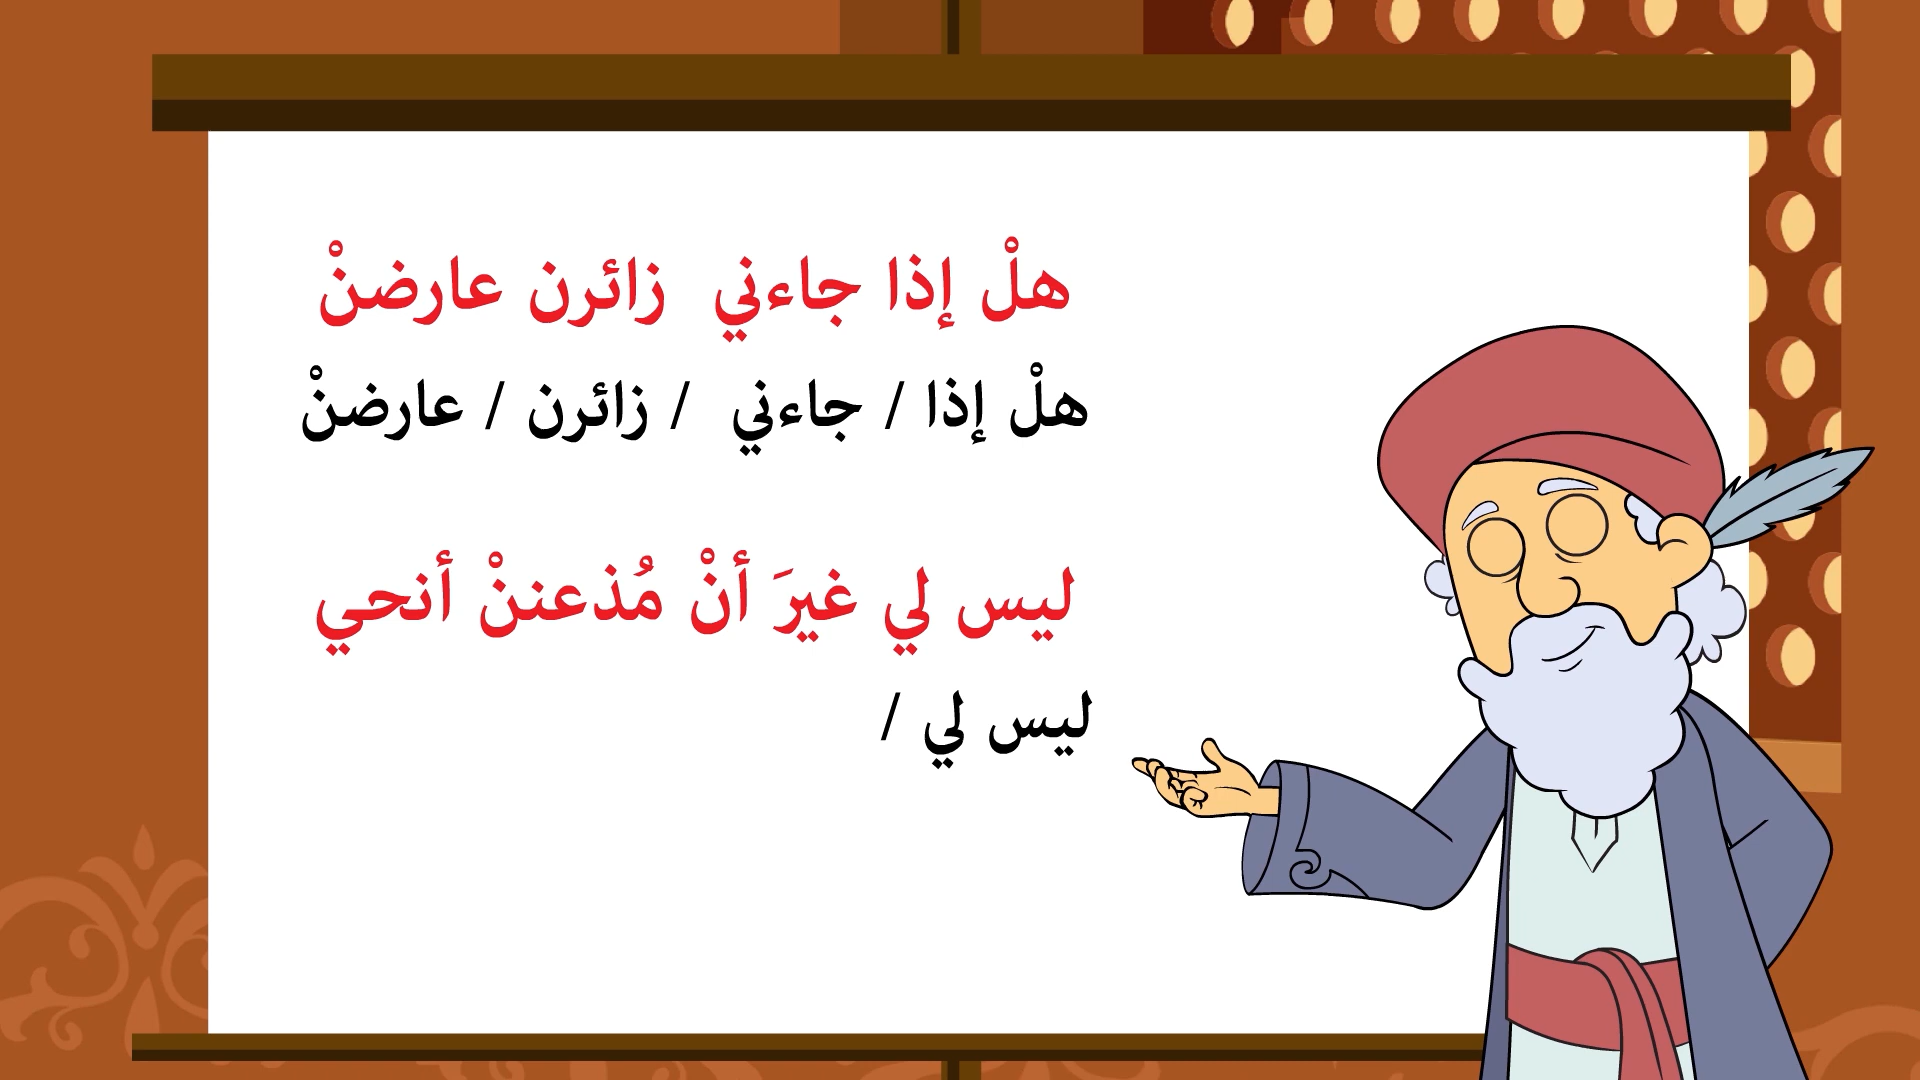 هلْ إذا جاءني زائرن عارضنْ
هلْ إذا / جاءني / زائرن / عارضنْ
ليس لي غيرَ أنْ مُذعننْ أنحي
ليس لي /